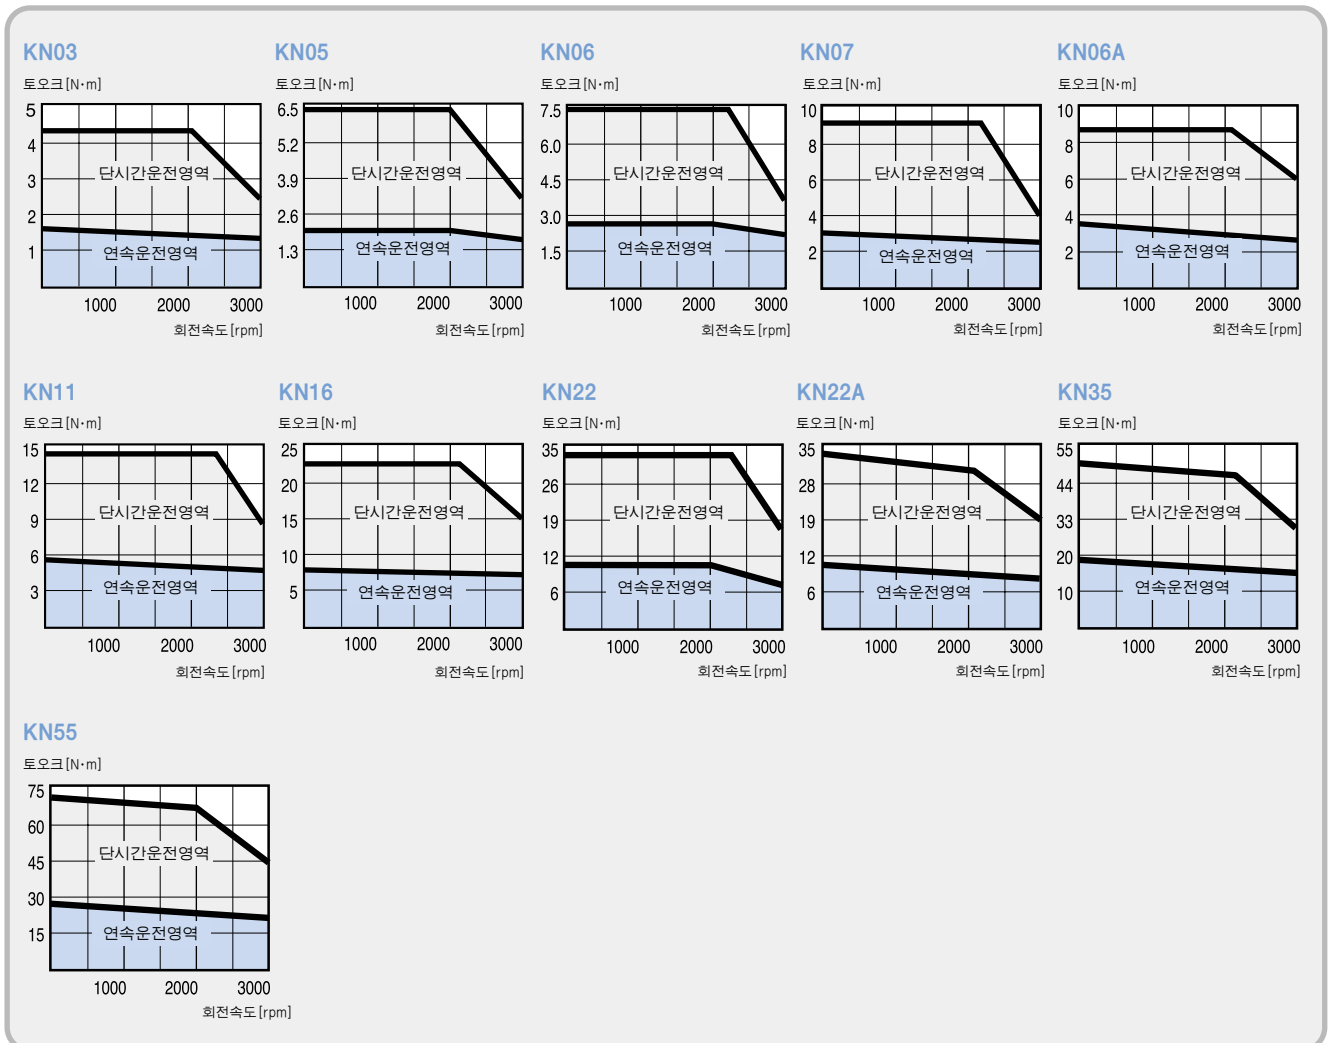 KN03 KN05 KN06 KN07 KN06A
토오크[N·m] 토오크[N·m] 토오크[N·m] 토오크[N·m] 토오크[N·m]
5 6.5 7.5 10 10
4 5.2 6.0 8 8
단시간운전영역 단시간운전영역 단시간운전영역 단시간운전영역 단시간운전영역
3 3.9 4.5 6 6
2 2.6 3.0 4 4
1 1.3 1.5 2 2
연속운전영역 연속운전영역 연속운전영역 연속운전영역 연속운전영역
1000 2000 3000 1000 2000 3000 1000 2000 3000 1000 2000 3000 1000 2000 3000
회전속도[rpm] 회전속도[rpm] 회전속도[rpm] 회전속도[rpm] 회전속도[rpm]
KN11 KN16 KN22 KN22A KN35
토오크[N·m] 토오크[N·m] 토오크[N·m] 토오크[N·m] 토오크[N·m]
15 25 35 35 55
12 20 26 28 44
단시간운전영역 단시간운전영역 단시간운전영역 단시간운전영역 단시간운전영역
9 15 19 19 33
6 10 12 12 20
3 5 6 6 10
연속운전영역 연속운전영역 연속운전영역 연속운전영역 연속운전영역
1000 2000 3000 1000 2000 3000 1000 2000 3000 1000 2000 3000 1000 2000 3000
회전속도[rpm] 회전속도[rpm] 회전속도[rpm] 회전속도[rpm] 회전속도[rpm]
KN55
토오크[N·m]
75
60
단시간운전영역
45
30
15 연속운전영역
1000 2000 3000
회전속도[rpm]